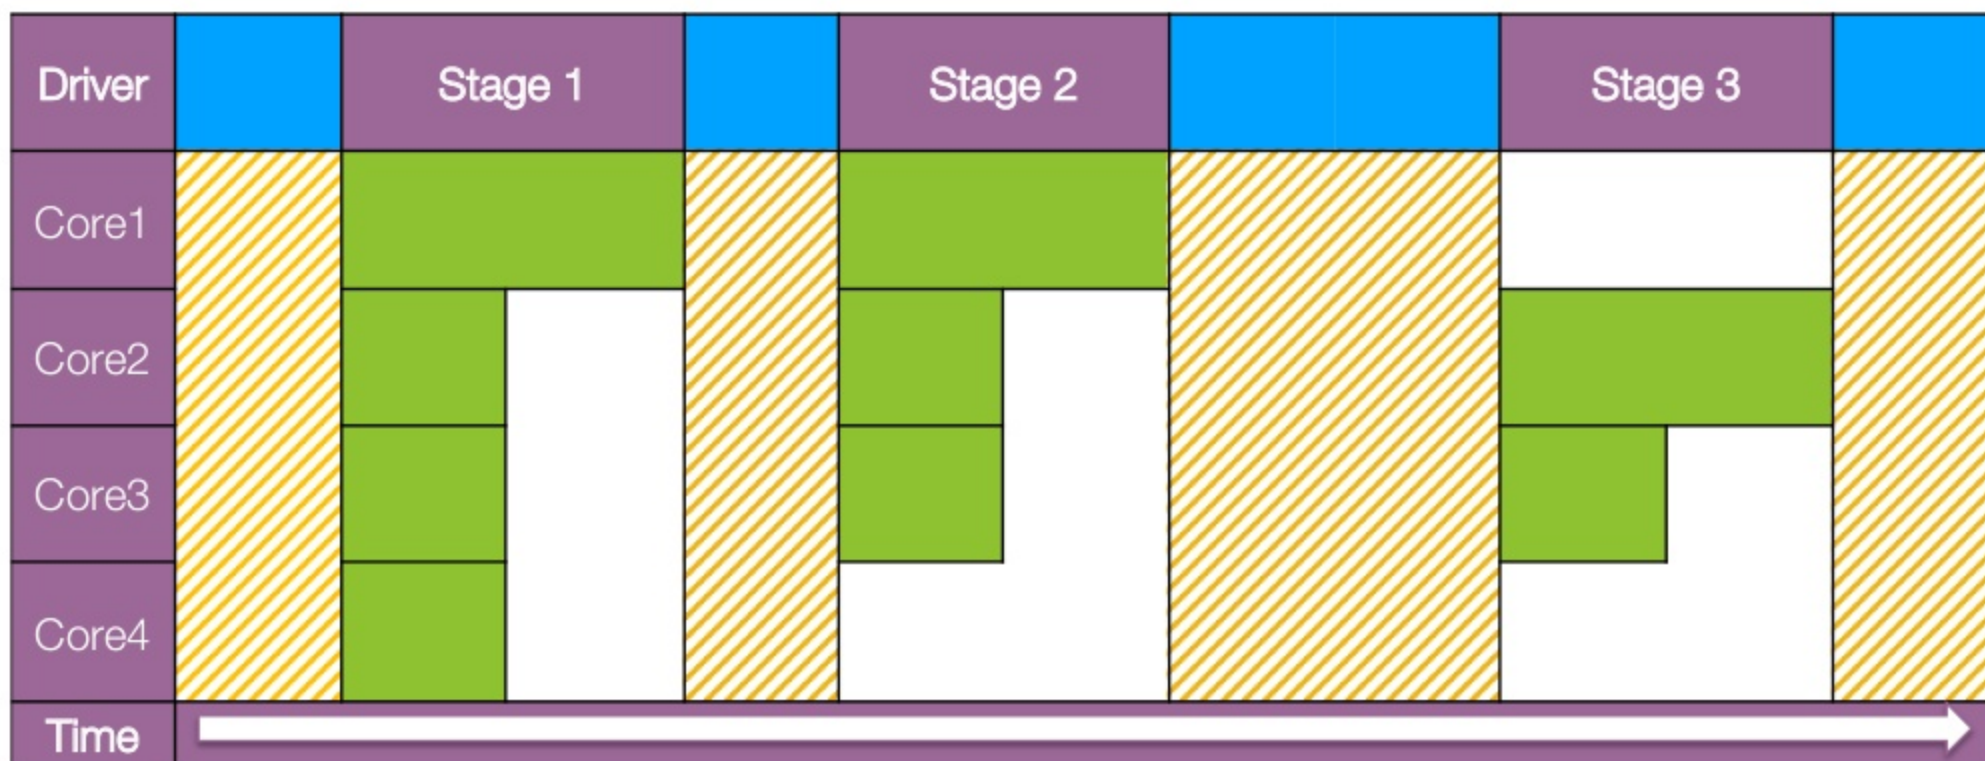 Driver
Stage 1
Stage 2
Stage 3
Core1
Core2
Core3
Core4
Time